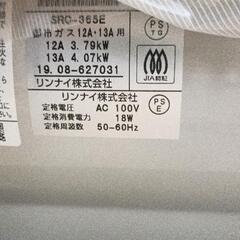 SRC-365E
都市ガス12A・13A用
12A 3.79kW
13A 4.07kW
19.08-627031
リンナイ株式会社
PS
TG
JIA認証
リンナイ株式会社
定格電圧 AC 100V
定格消費電力 18W
定格周波数 50-60Hz
PS
E